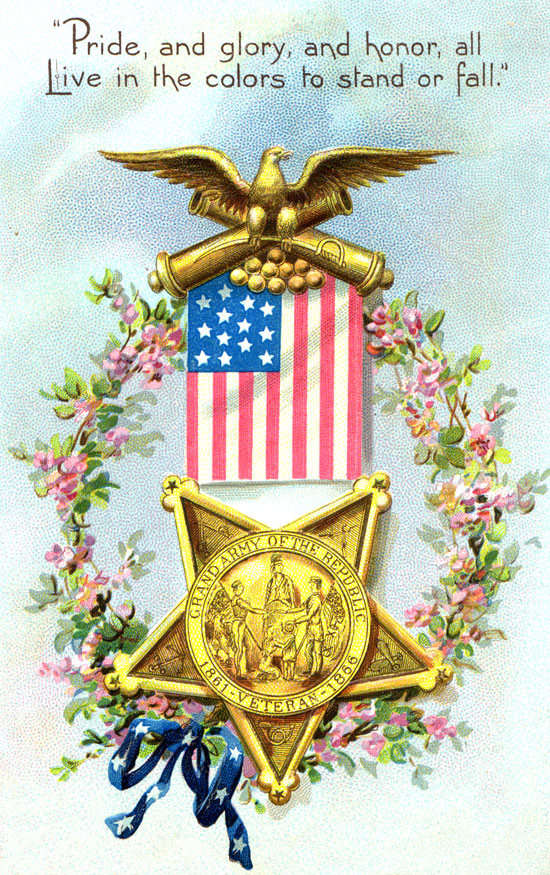 "Pride, and glory, and honor, all
Live in the colors to stand or fall."
GRAND ARMY OF THE REPUBLIC
1861-VETERAN-1866